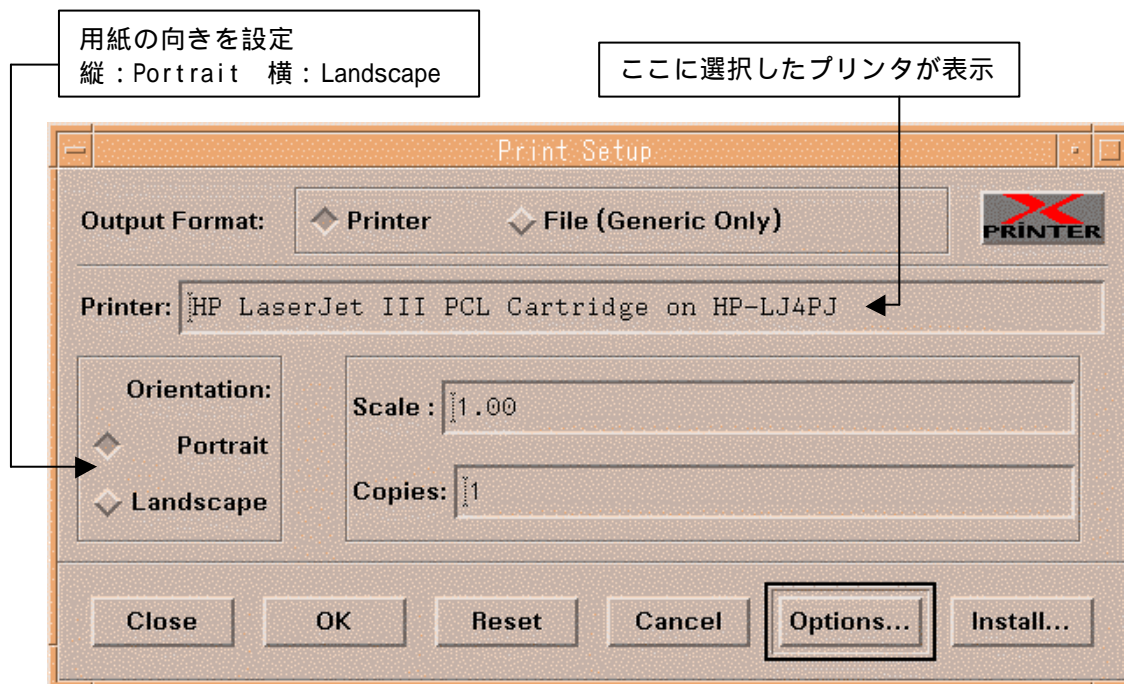 用紙の向きを設定
縦：Portrait　横：Landscape
ここに選択したプリンタが表示
Print Setup
Output Format: Printer File (Generic Only)
X PRINTER
Printer: HP LaserJet III PCL Cartridge on HP-LJ4PJ
Orientation:
Portrait
Landscape
Scale : 1.00
Copies: 1
Close OK Reset Cancel Options... Install...